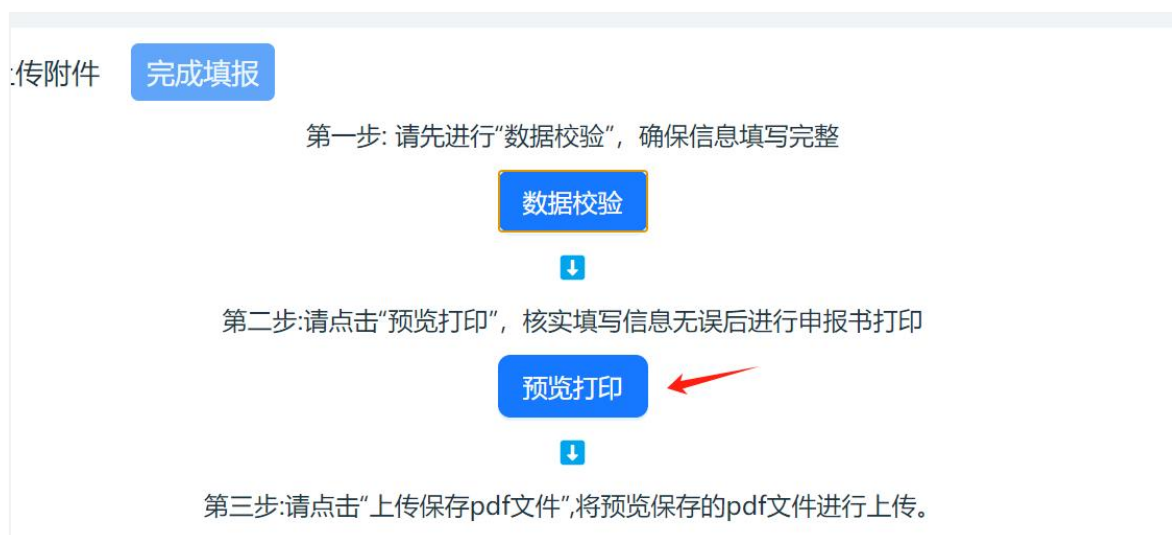 传附件 完成填报
第一步: 请先进行“数据校验”，确保信息填写完整
数据校验
第二步:请点击“预览打印”，核实填写信息无误后进行申报书打印
预览打印
第三步:请点击“上传保存pdf文件”,将预览保存的pdf文件进行上传。